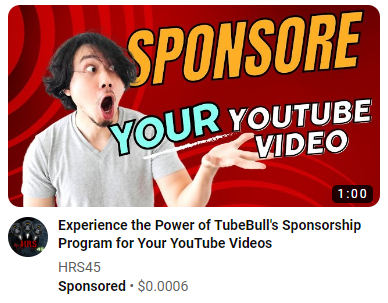 SPONSORE
YOUR YOUTUBE
VIDEO
1:00
Experience the Power of TubeBull's Sponsorship
Program for Your YouTube Videos
HRS45
Sponsored • $0.0006